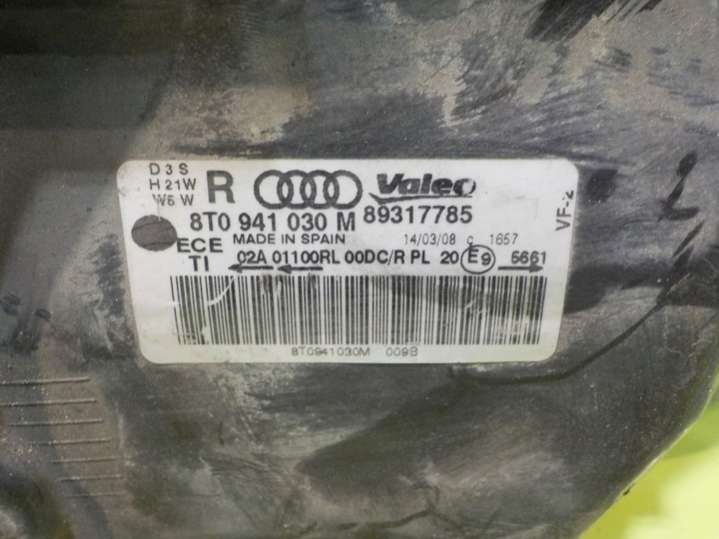 D3S
H21W
W5W
R Valeo
8T0 941 030 M 89317785
ECE MADE IN SPAIN 14/03/08 c 1657
TI 02A 01100RL 00DC/R PL 20 E9 5661
8T0941030M 009B
VF-2